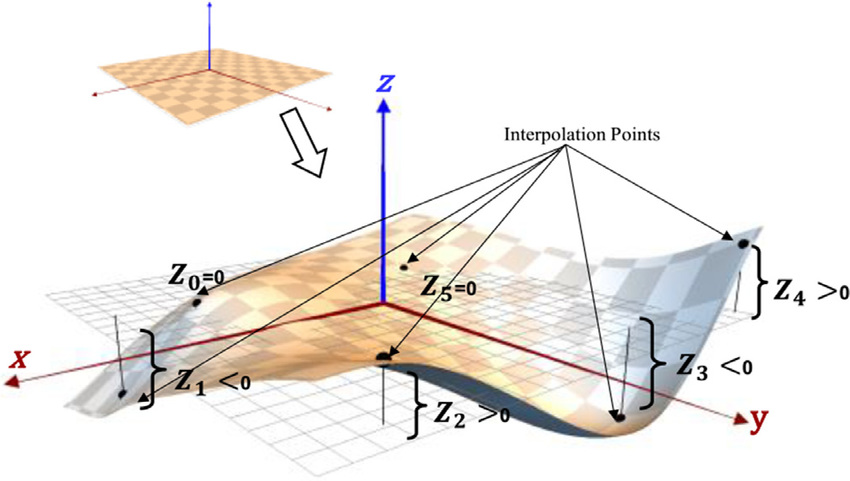 z
Interpolation Points
Z₀=0
Z₅=0
Z₄ >0
x
Z₁ <0
Z₃ <0
Z₂ >0
y